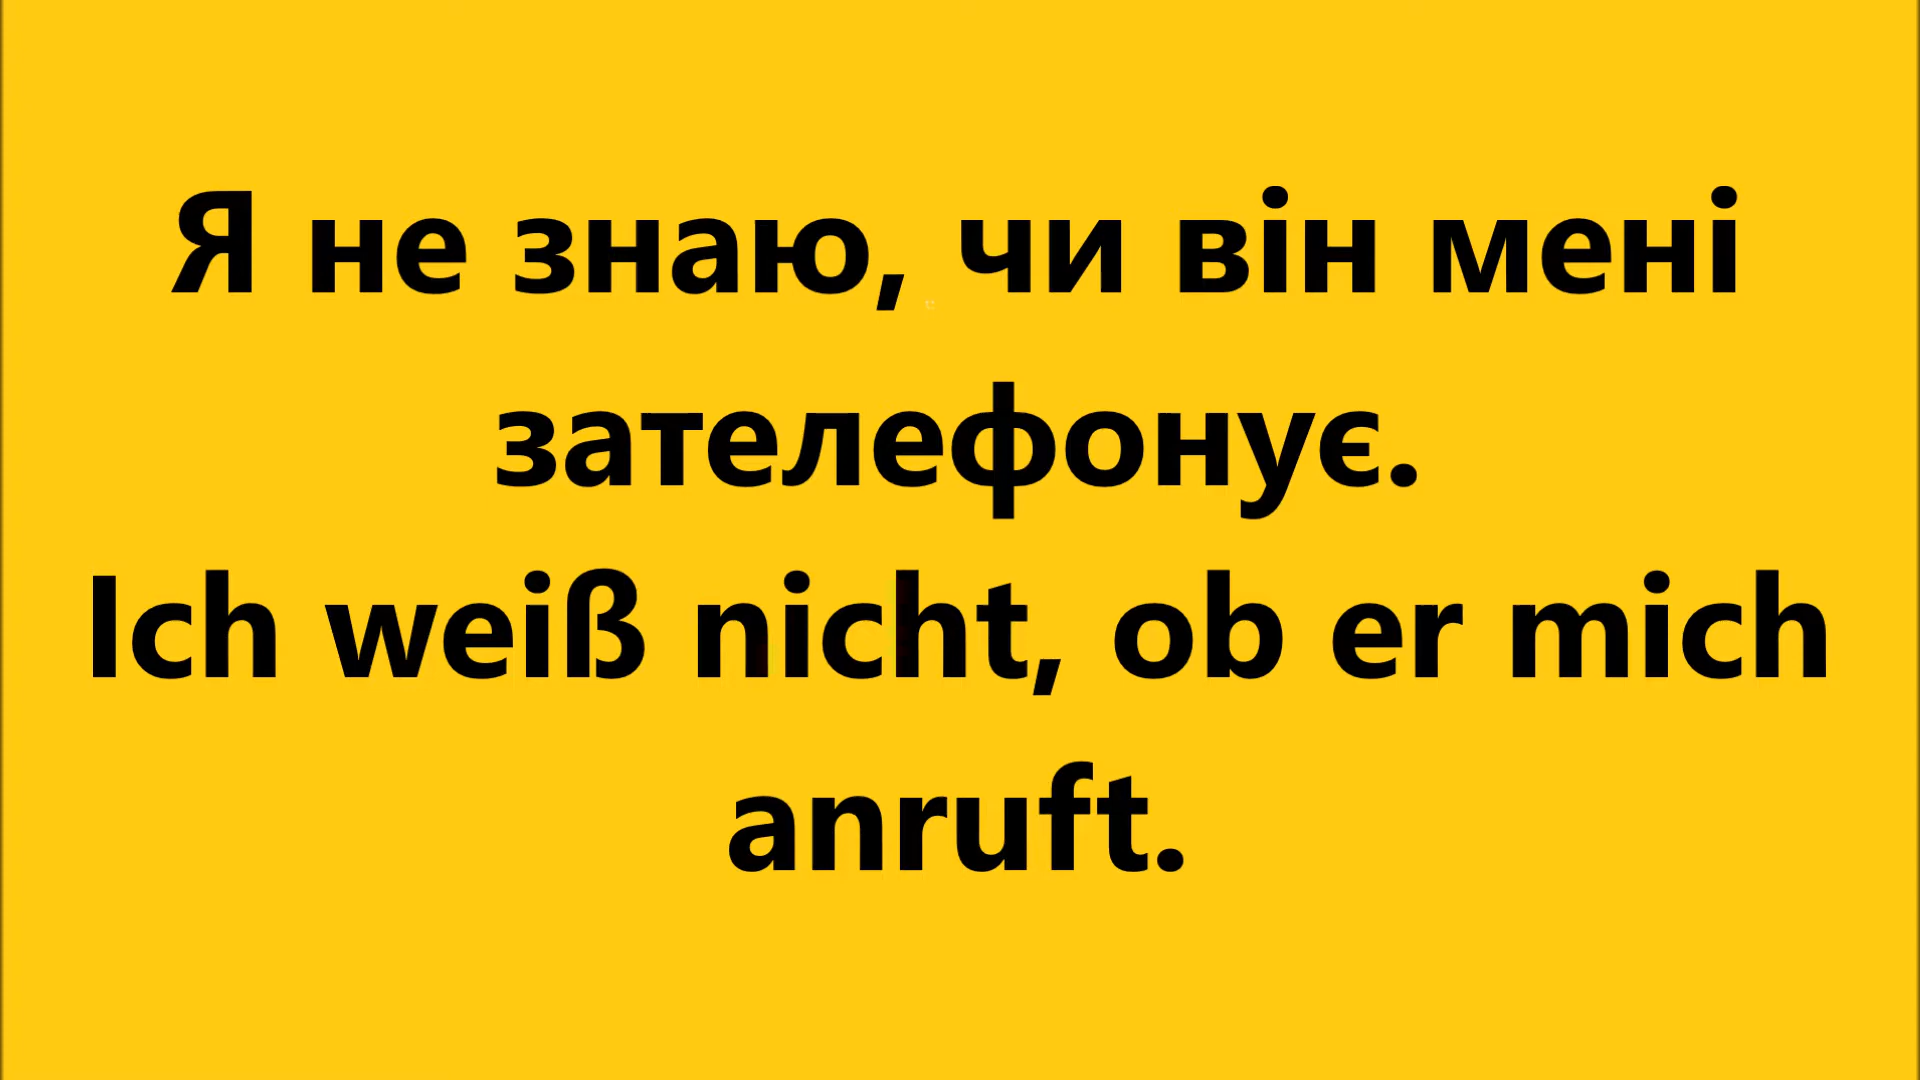 Я не знаю, чи він мені
зателефонує.
Ich weiß nicht, ob er mich
anruft.